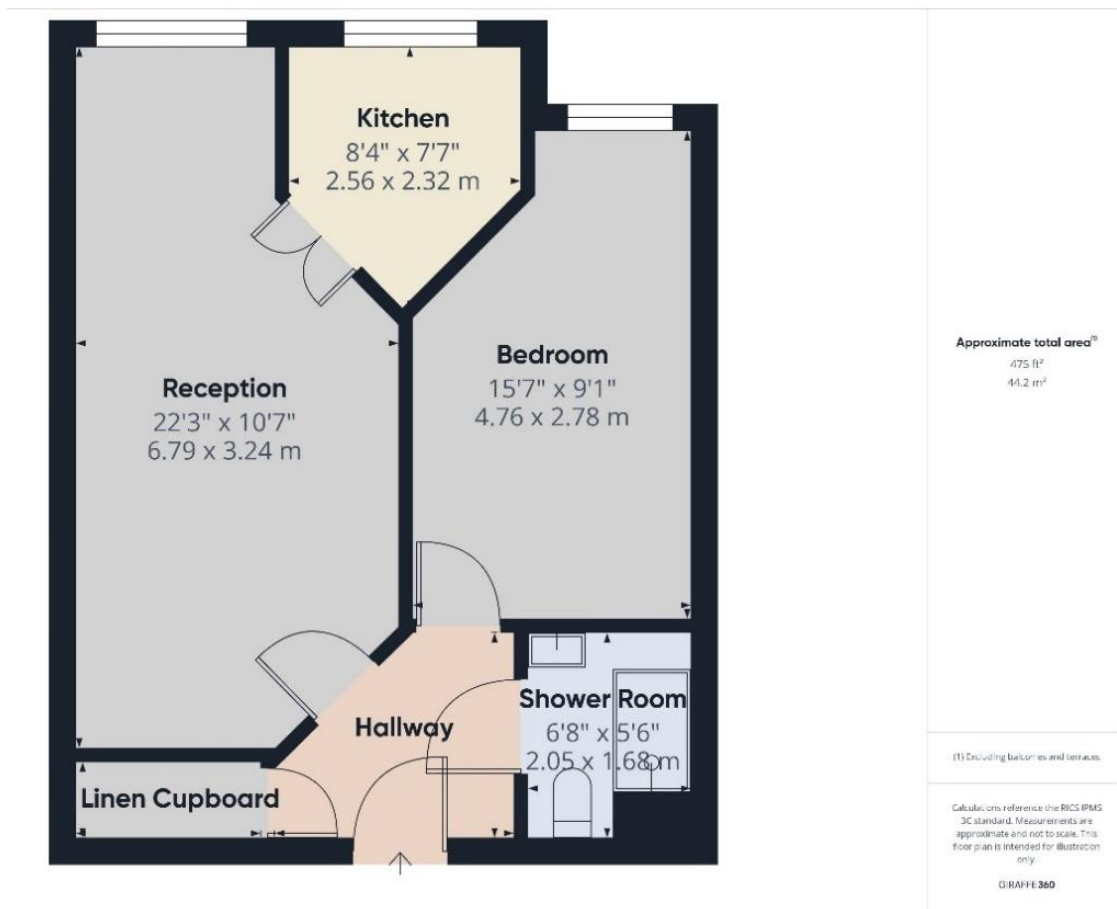 Kitchen
8'4" x 7'7"
2.56 x 2.32 m
Bedroom
15'7" x 9'1"
4.76 x 2.78 m
Reception
22'3" x 10'7"
6.79 x 3.24 m
Shower Room
6'8" x 5'6"
2.05 x 1.68 m
Hallway
Linen Cupboard
Approximate total area(1)
475 ft²
44.2 m²
(1) Excluding balconies and terraces
Calculations reference the RICS IPMS
3C standard. Measurements are
approximate and not to scale. This
floor plan is intended for illustration
only.
GIRAFFE360